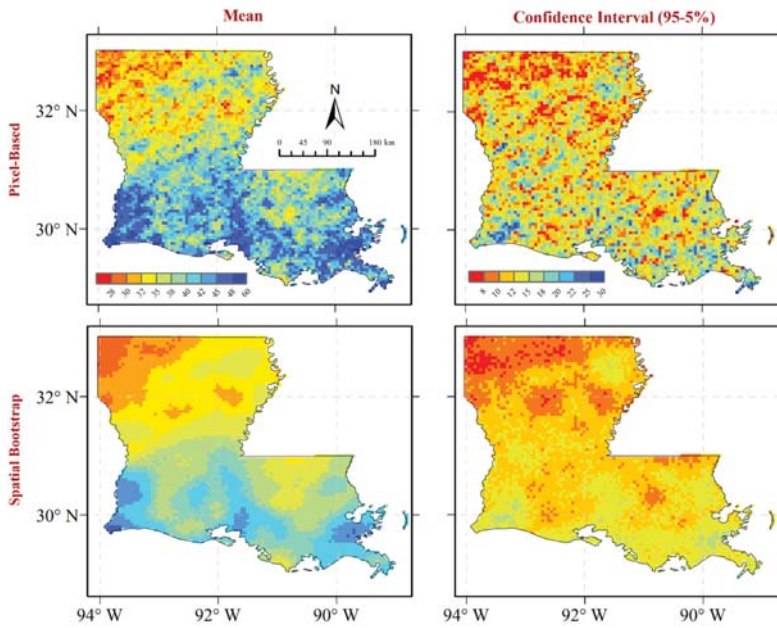 Mean
Confidence Interval (95-5%)
Pixel-Based
32° N
30° N
N
0 45 90 180 km
28 30 32 35 38 40 42 45 48 60
8 10 12 15 18 20 22 25 30
Spatial Bootstrap
32° N
30° N
94° W 92° W 90° W
94° W 92° W 90° W